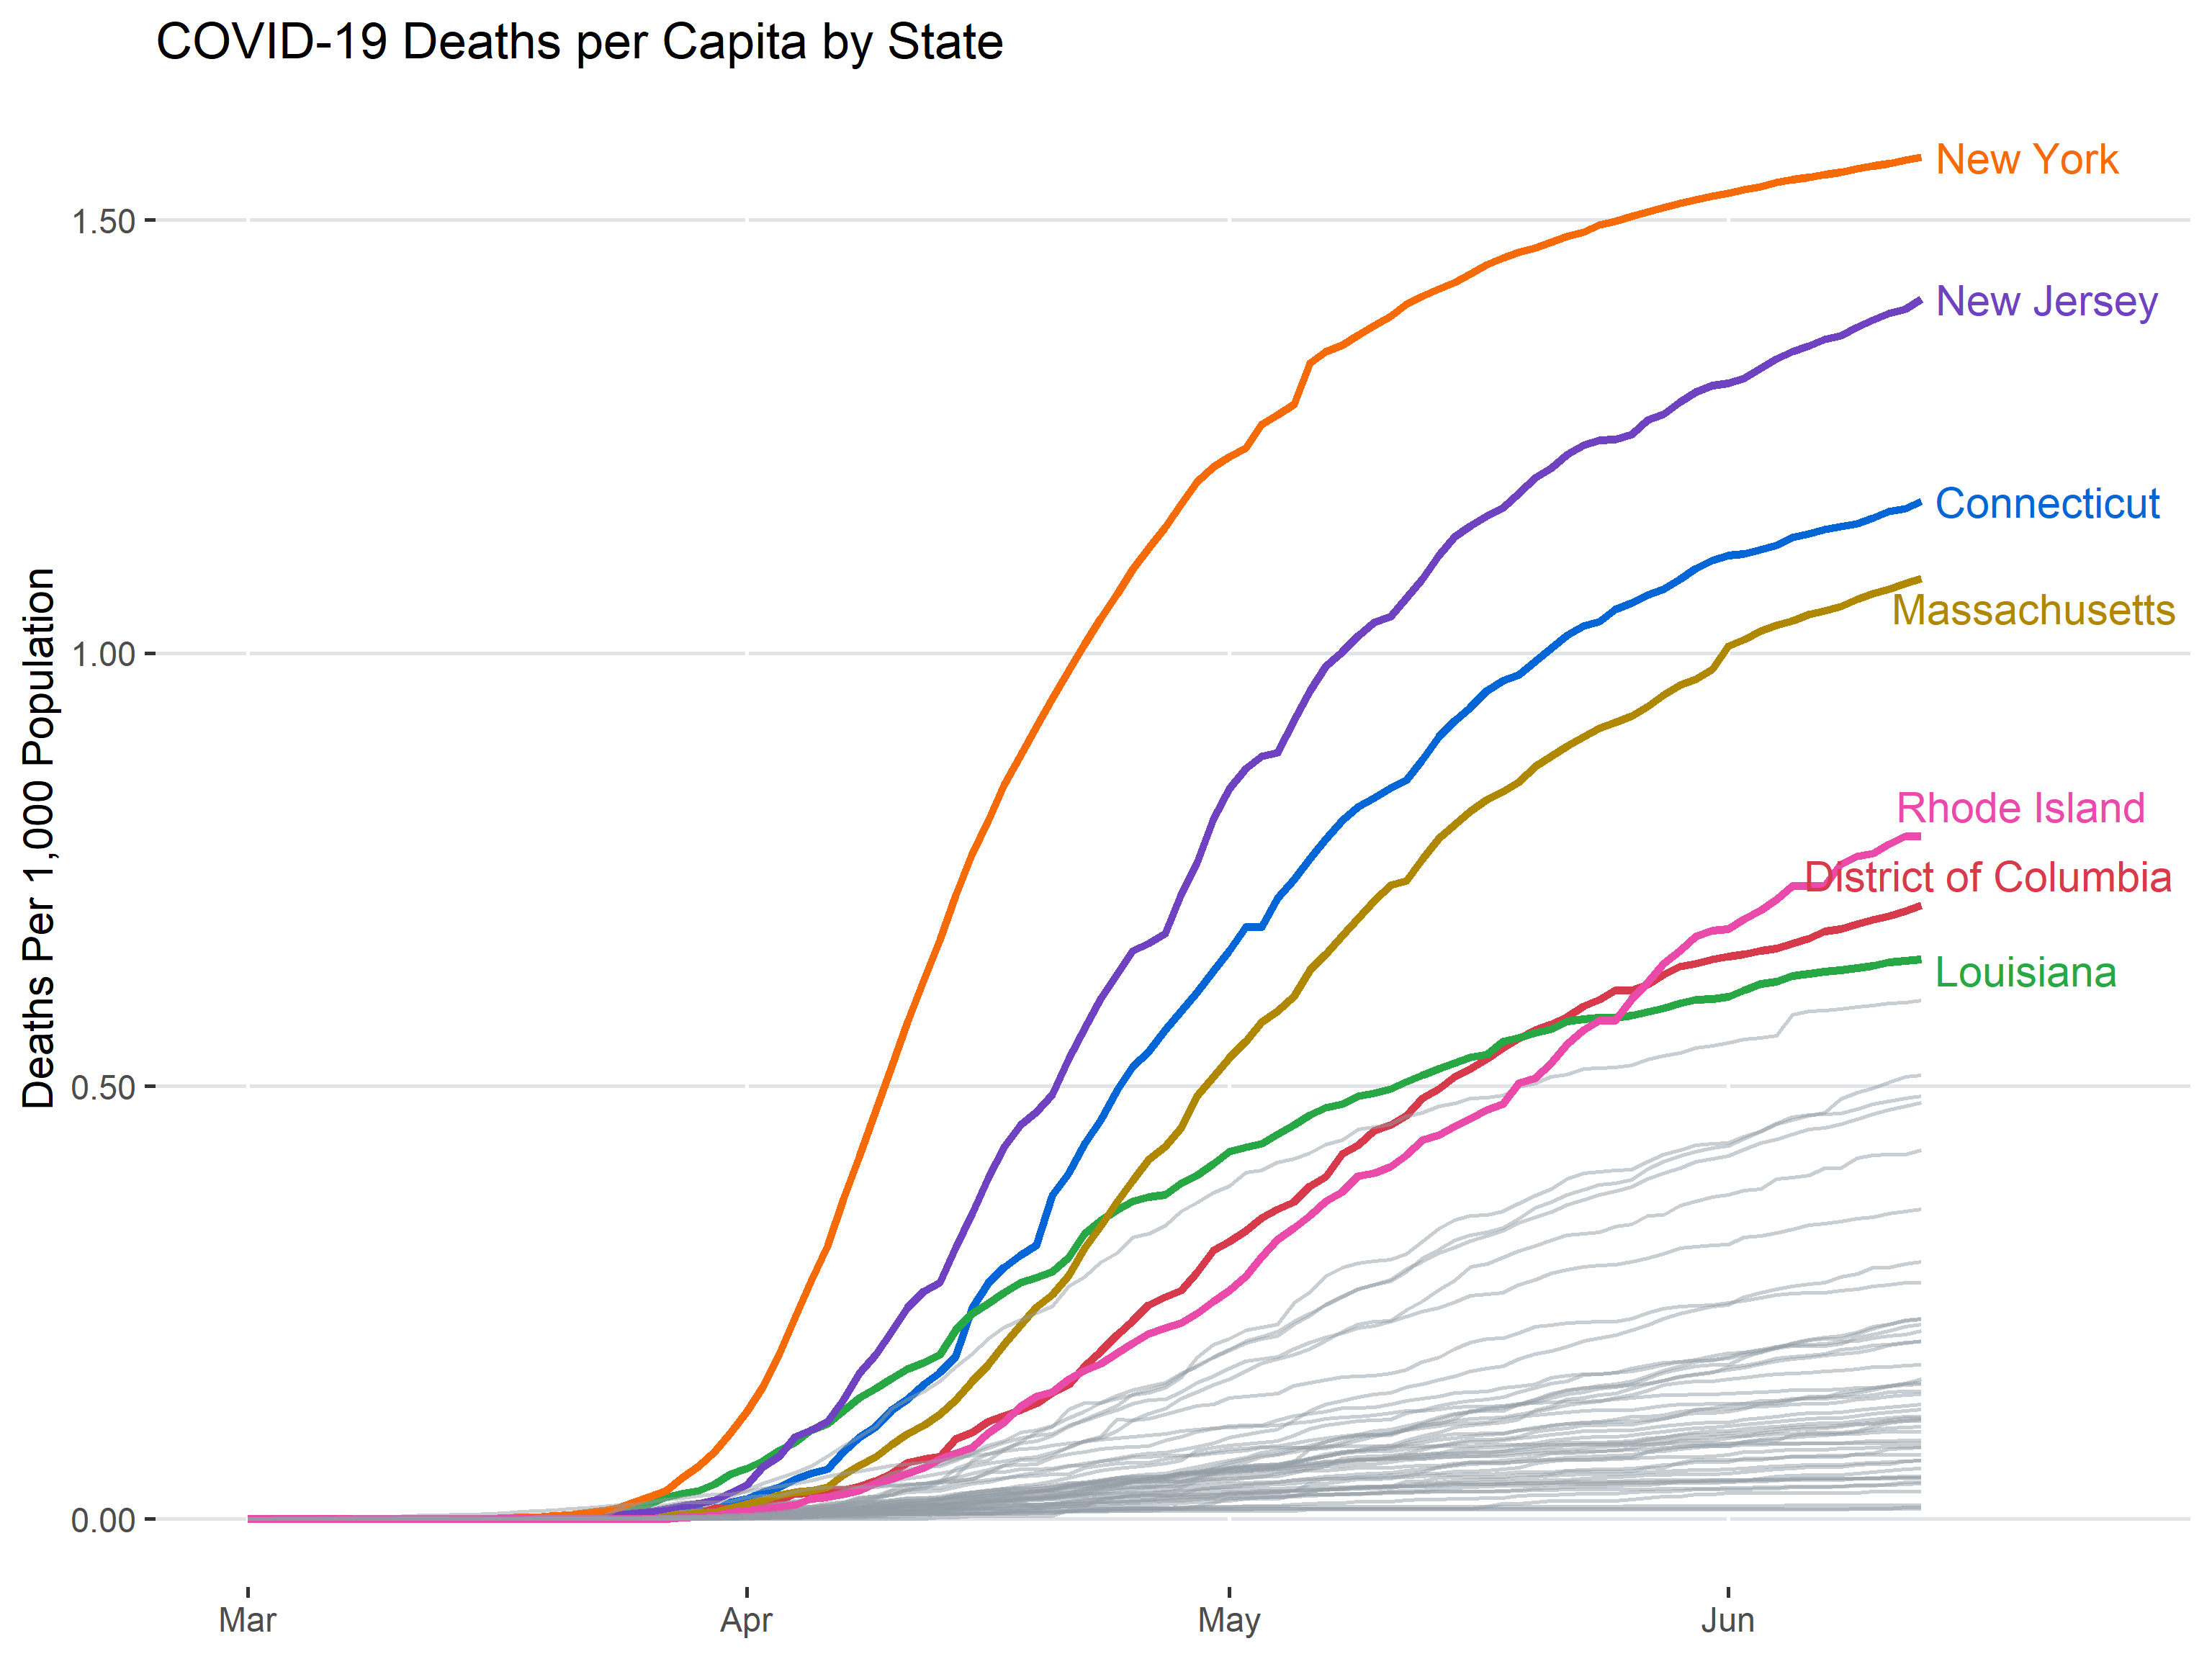 COVID-19 Deaths per Capita by State
Deaths Per 1,000 Population
1.50
1.00
0.50
0.00
New York
New Jersey
Connecticut
Massachusetts
Rhode Island
District of Columbia
Louisiana
Mar
Apr
May
Jun